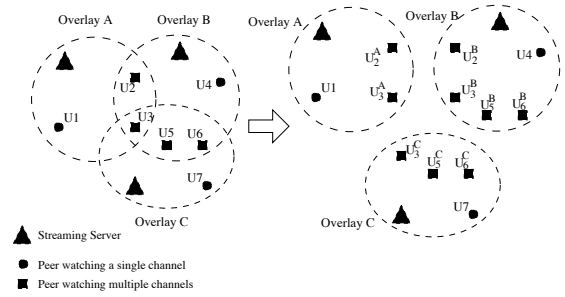 Overlay A
Overlay B
U2
U4
U1
U3
U5
U6
U7
Overlay C
Overlay A
U2^A
U1
U3^A
Overlay B
U2^B
U4
U3^B
U5^B
U6^B
U3^C
U5^C
U6^C
U7
Overlay C
Streaming Server
Peer watching a single channel
Peer watching multiple channels